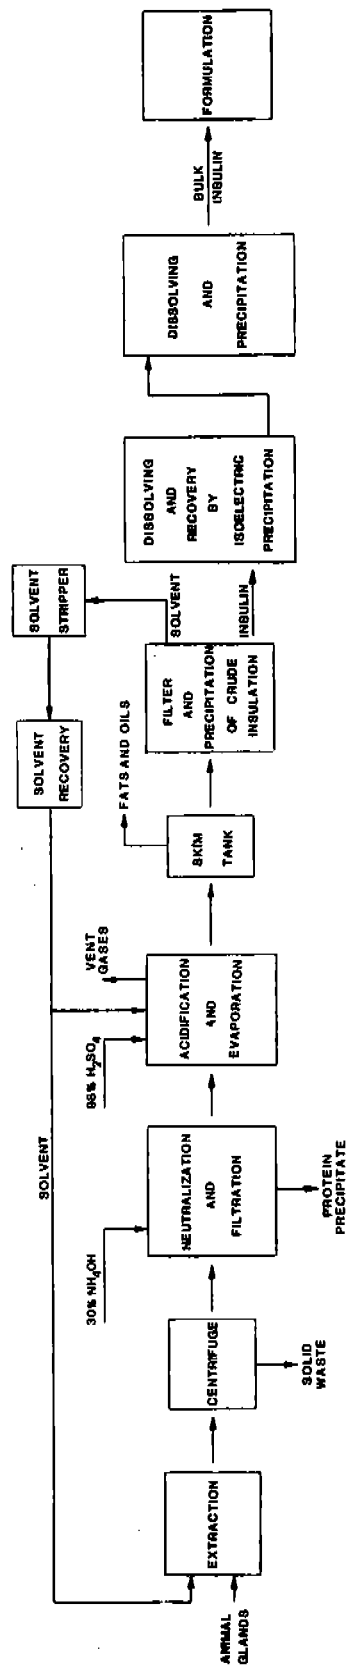 ANIMAL
GLANDS
EXTRACTION
CENTRIFUGE
SOLID
WASTE
30% NH4OH
NEUTRALIZATION
AND
FILTRATION
PROTEIN
PRECIPITATE
SOLVENT
98% H2SO4
VENT
GASES
ACIDIFICATION
AND
EVAPORATION
SKIM
TANK
FATS AND OILS
SOLVENT
RECOVERY
SOLVENT
STRIPPER
FILTER
AND
PRECIPITATION
OF CRUDE
INSULATION
SOLVENT
INSULIN
DISSOLVING
AND
RECOVERY
BY
ISOELECTRIC
PRECIPITATION
DISSOLVING
AND
PRECIPITATION
BULK
INSULIN
FORMULATION